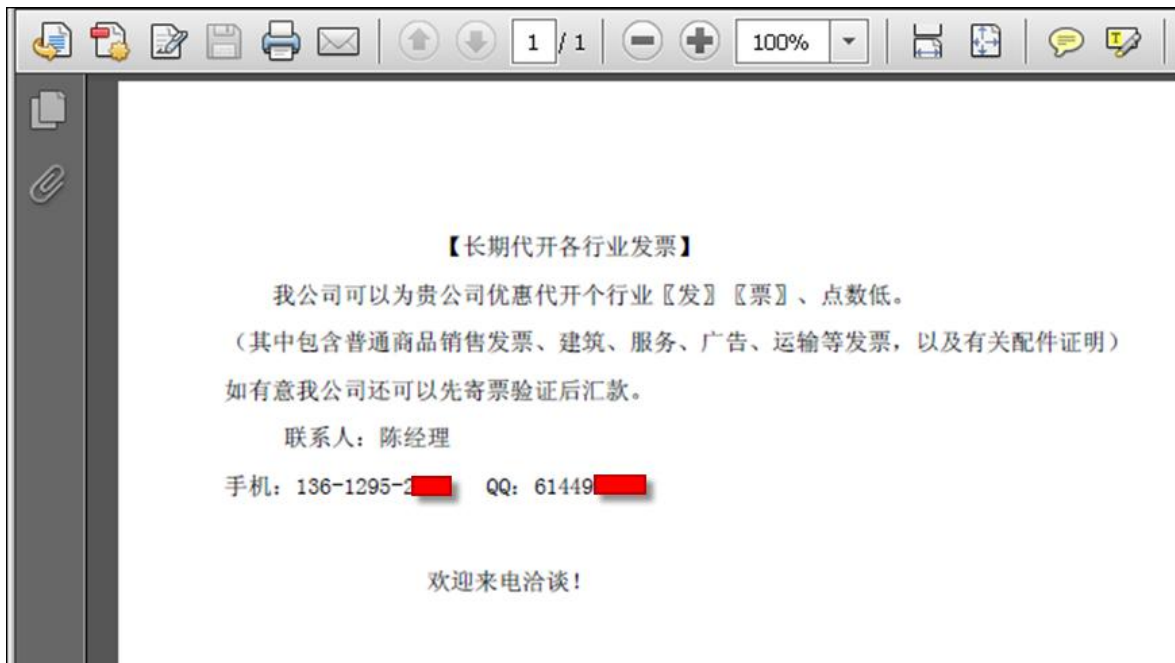 1 / 1
100%
【长期代开各行业发票】
我公司可以为贵公司优惠代开个行业〖发〗〖票〗、点数低。
（其中包含普通商品销售发票、建筑、服务、广告、运输等发票，以及有关配件证明）
如有意我公司还可以先寄票验证后汇款。
联系人：陈经理
手机：136-1295-2 QQ：61449
欢迎来电洽谈！